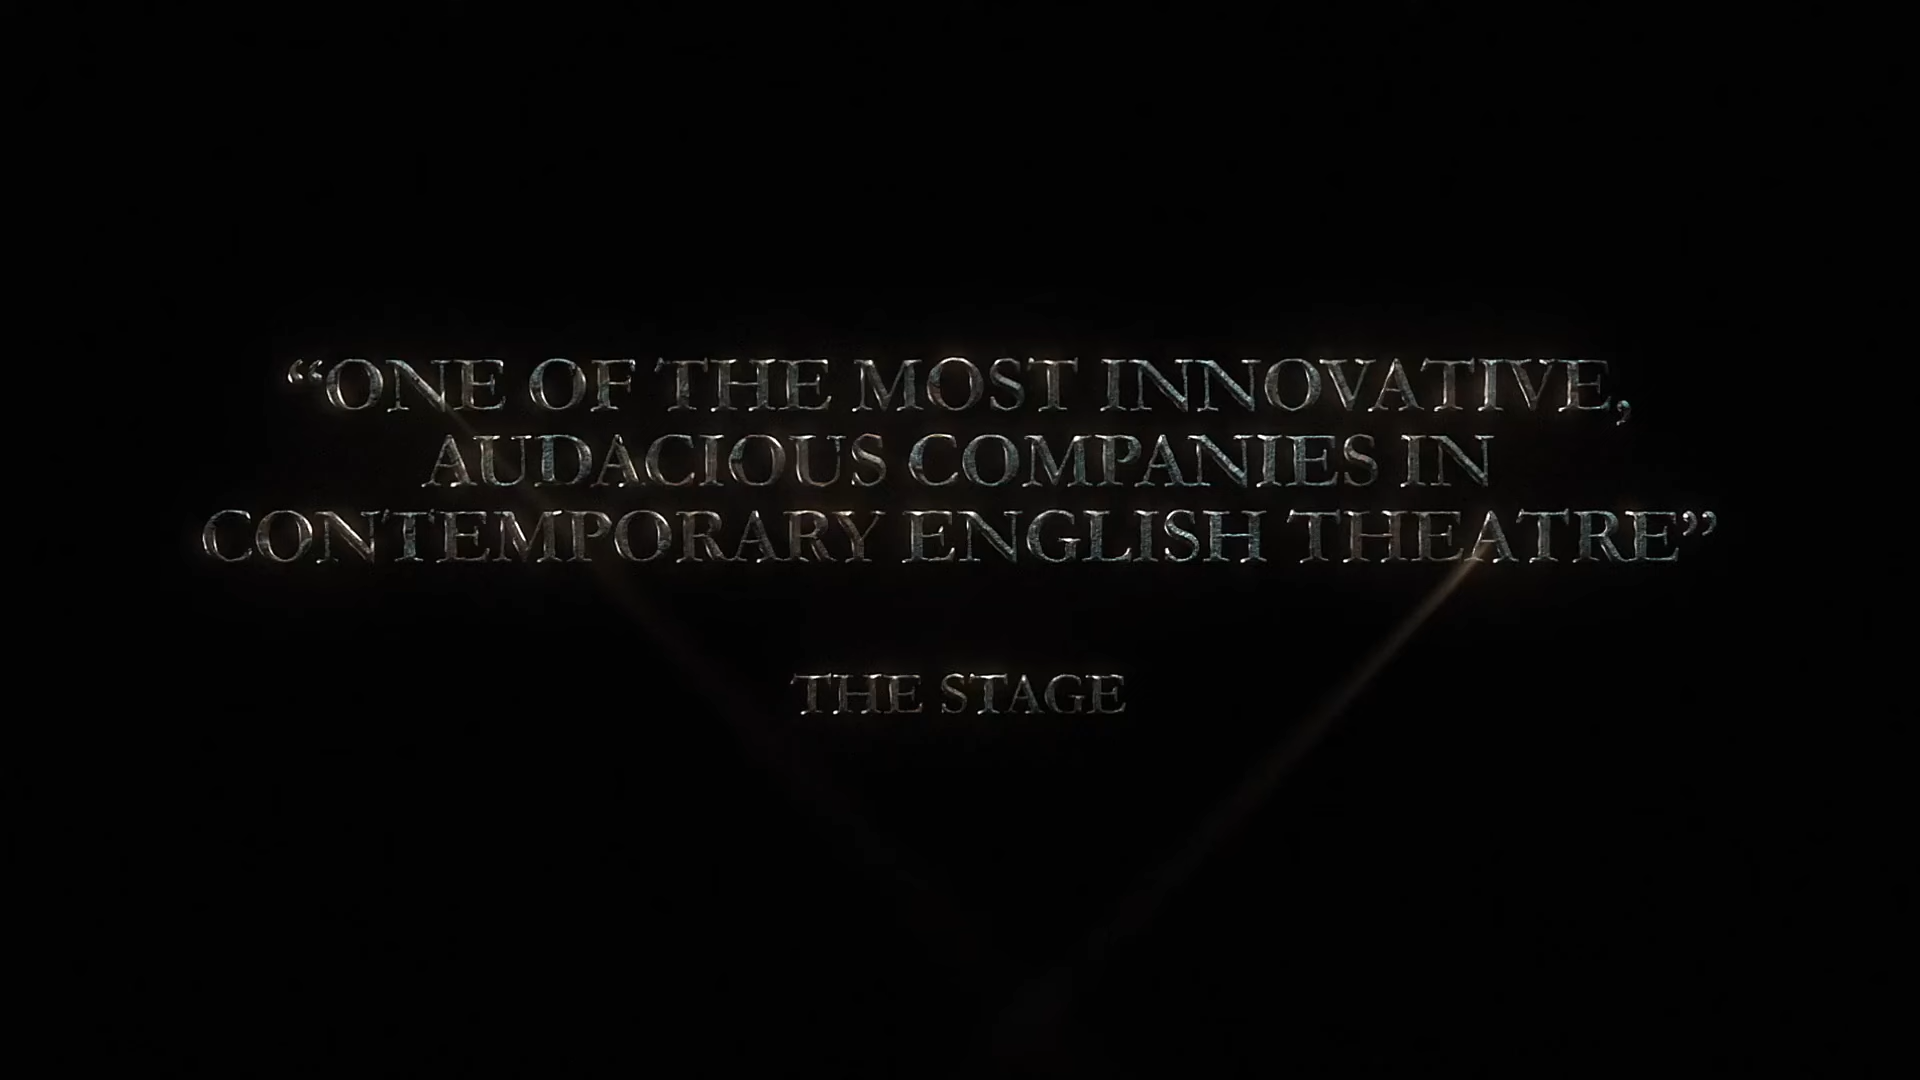 “ONE OF THE MOST INNOVATIVE,
AUDACIOUS COMPANIES IN
CONTEMPORARY ENGLISH THEATRE”
THE STAGE